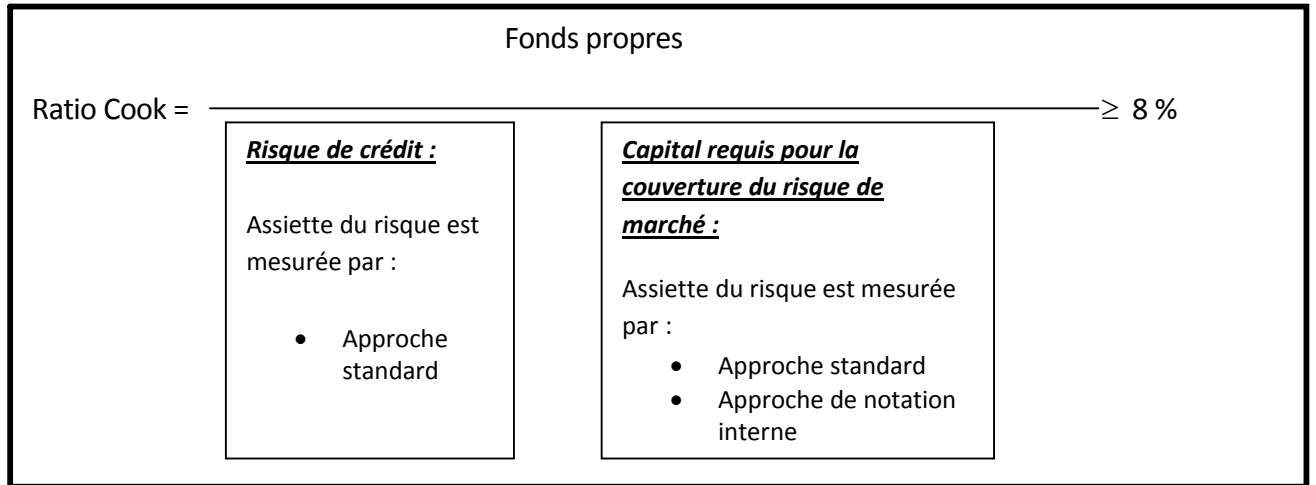 Fonds propres
Ratio Cook = ≥ 8 %
Risque de crédit :
Assiette du risque est
mesurée par :
• Approche
standard
Capital requis pour la
couverture du risque de
marché :
Assiette du risque est mesurée
par :
• Approche standard
• Approche de notation
interne